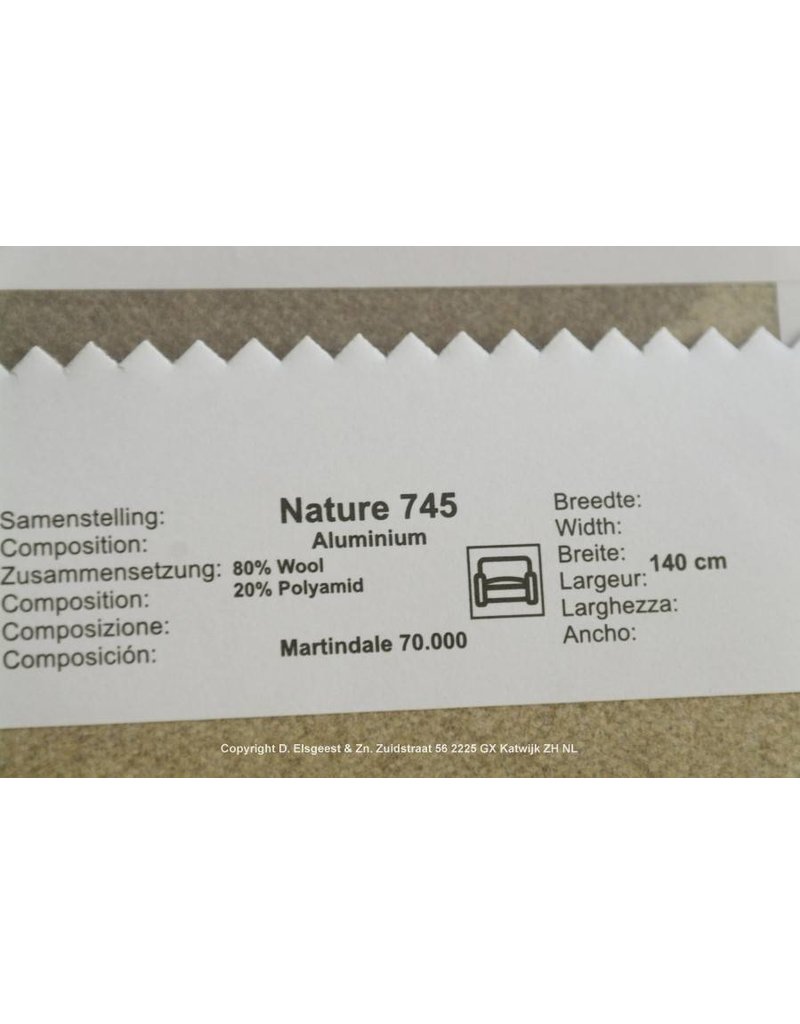 Samenstelling:
Composition:
Zusammensetzung:
Composition:
Composizione:
Composición:
Nature 745
Aluminium
80% Wool
20% Polyamid
Martindale 70.000
Breedte:
Width:
Breite:
Largeur:
Larghezza:
Ancho:
140 cm
Copyright D. Elsgeest & Zn. Zuidstraat 56 2225 GX Katwijk ZH NL